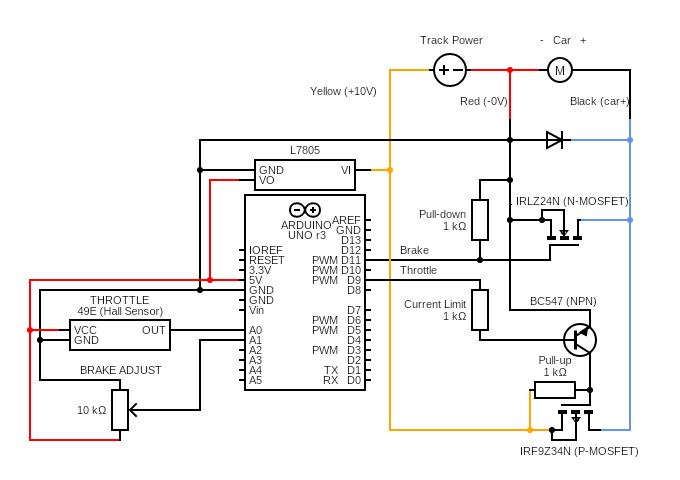 Track Power
- Car +
Yellow (+10V)
Red (-0V)
Black (car+)
M
L7805
GND
VI
VO
IRLZ24N (N-MOSFET)
Pull-down
1 kΩ
ARDUINO
UNO r3
AREF
GND
D13
D12
IOREF
RESET
PWM D11
Brake
3.3V
PWM D10
Throttle
5V
PWM D9
GND
D8
GND
Vin
D7
PWM D6
A0
PWM D5
A1
D4
A2
PWM D3
A3
D2
A4
TX D1
A5
RX D0
THROTTLE
49E (Hall Sensor)
VCC
OUT
GND
BRAKE ADJUST
10 kΩ
Current Limit
1 kΩ
BC547 (NPN)
Pull-up
1 kΩ
IRF9Z34N (P-MOSFET)